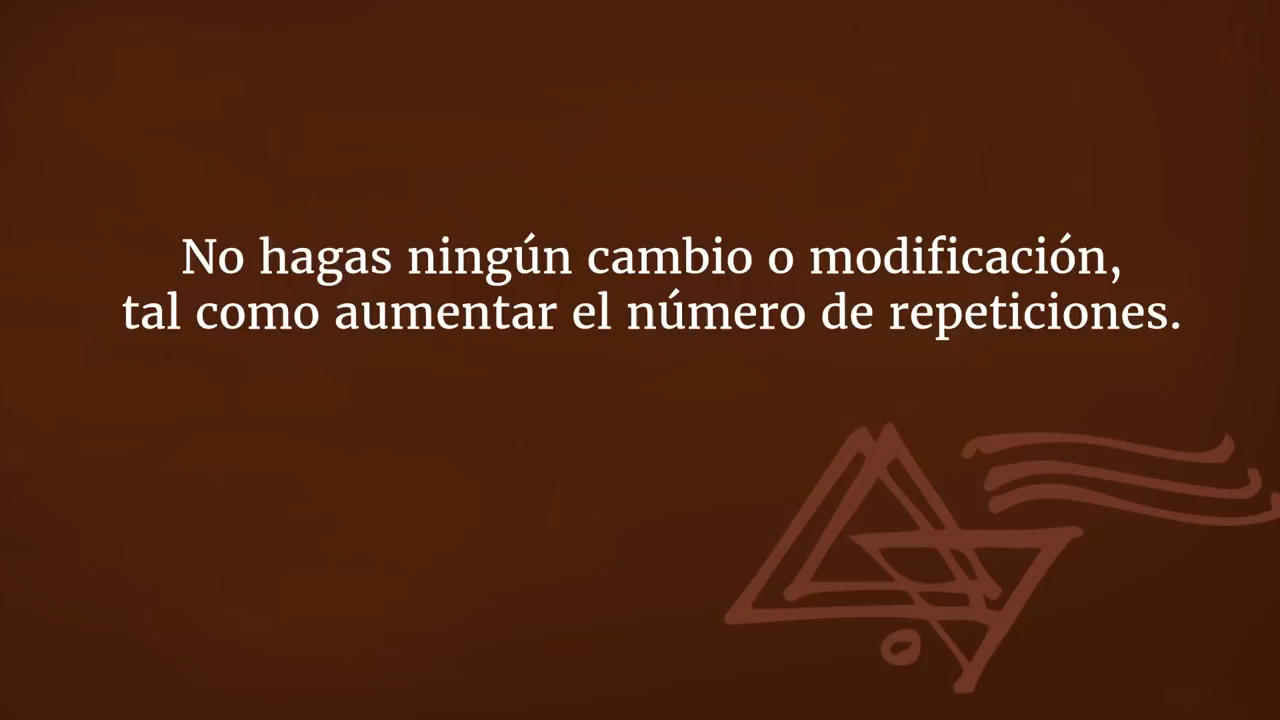 No hagas ningún cambio o modificación,
tal como aumentar el número de repeticiones.